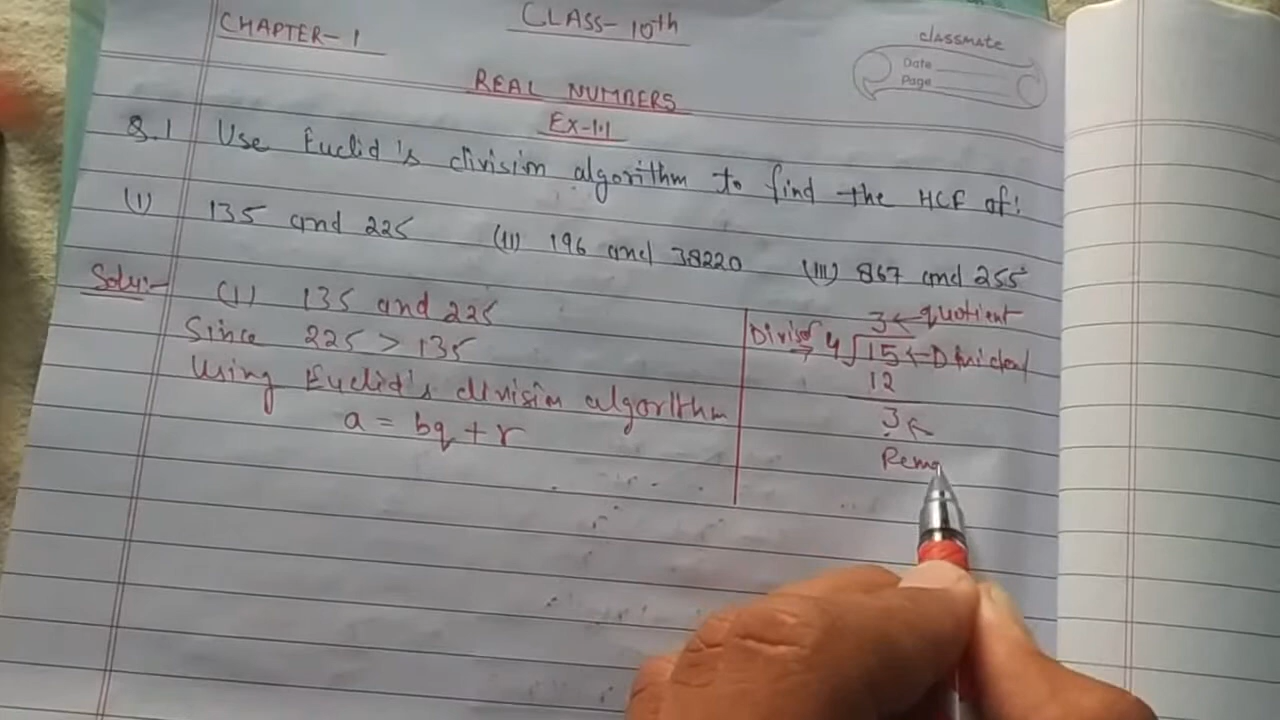 CLASS- 10th
CHAPTER- 1
classmate
Date
Page
REAL NUMBERS
EX-1.1
Q.1 Use Euclid's division algorithm to find the HCF of:
(i) 135 and 225 (ii) 196 and 38220 (iii) 867 and 255
Solu:- (i) 135 and 225
Since 225 > 135
Using Euclid's division algorithm
a = bq + r
3 ← quotient
Divisor → 4 √15 ← Dividend
12
3 ←
Rema